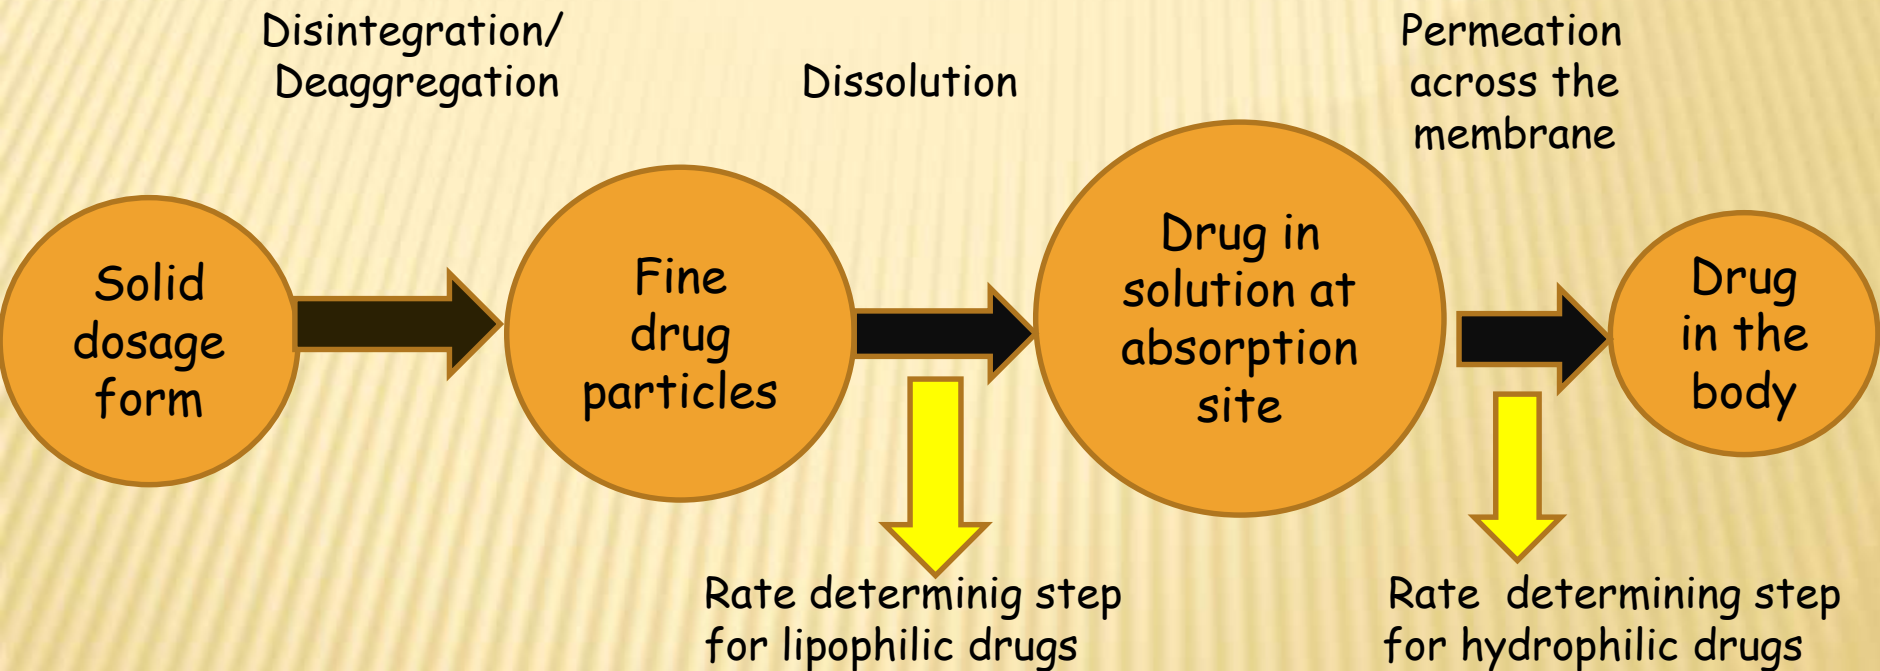 Disintegration/
Deaggregation
Dissolution
Permeation
across the
membrane
Solid
dosage
form
Fine
drug
particles
Drug in
solution at
absorption
site
Drug
in the
body
Rate determinig step
for lipophilic drugs
Rate determining step
for hydrophilic drugs